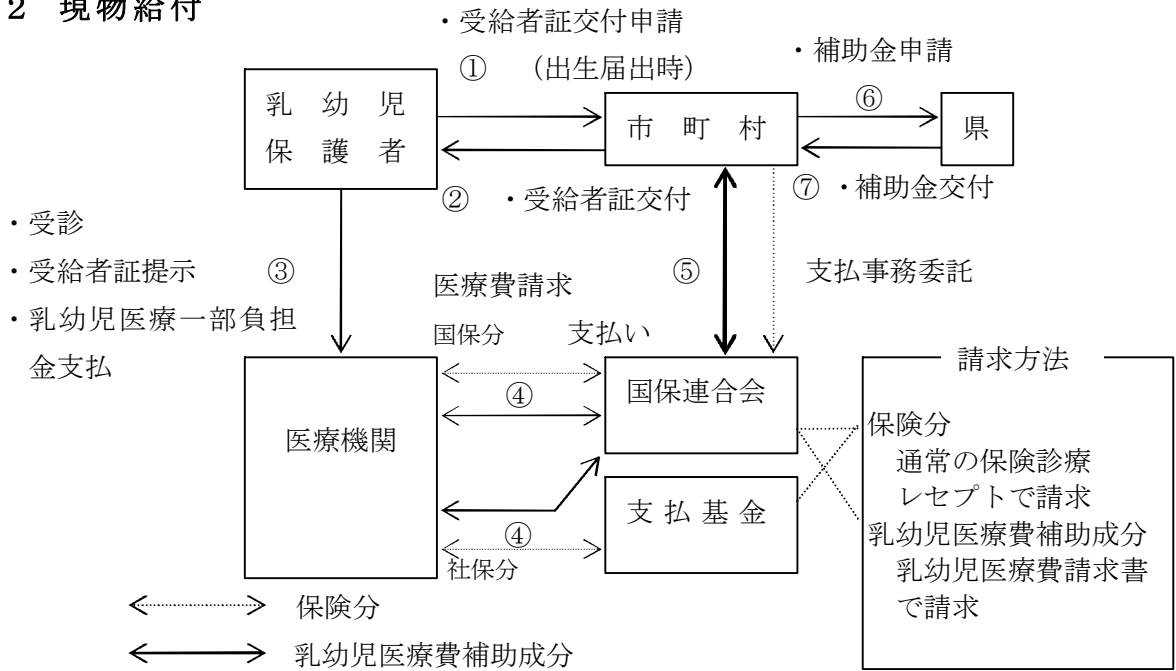 2 現物給付
・受給者証交付申請
① (出生届出時)
・補助金申請
⑥
乳幼児
保護者
市町村
県
② ・受給者証交付
⑦ ・補助金交付
・受診
・受給者証提示 ③
・乳幼児医療一部負担
金支払
医療費請求
⑤
支払事務委託
国保分 支払い
④
医療機関
国保連合会
支払基金
④
社保分
請求方法
保険分
通常の保険診療
レセプトで請求
乳幼児医療費補助成分
乳幼児医療費請求書
で請求
保険分
乳幼児医療費補助成分